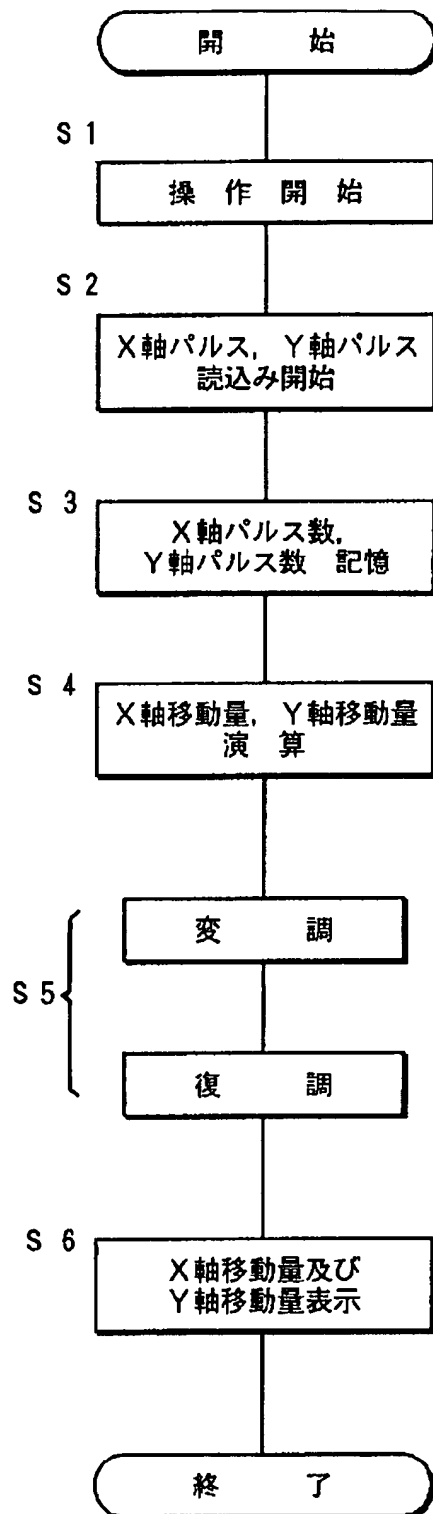 開 始
S 1
操 作 開 始
S 2
X軸パルス, Y軸パルス
読込み開始
S 3
X軸パルス数,
Y軸パルス数 記憶
S 4
X軸移動量, Y軸移動量
演 算
変 調
S 5
復 調
S 6
X軸移動量及び
Y軸移動量表示
終 了